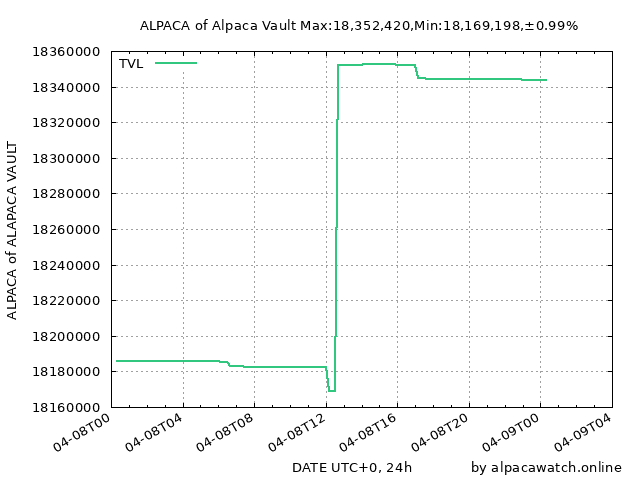 ALPACA of Alpaca Vault Max:18,352,420,Min:18,169,198,±0.99%
TVL
18360000
18340000
18320000
18300000
18280000
18260000
18240000
18220000
18200000
18180000
18160000
ALPACA of ALAPACA VAULT
04-08T00
04-08T04
04-08T08
04-08T12
04-08T16
04-08T20
04-09T00
04-09T04
DATE UTC+0, 24h
by alpacawatch.online